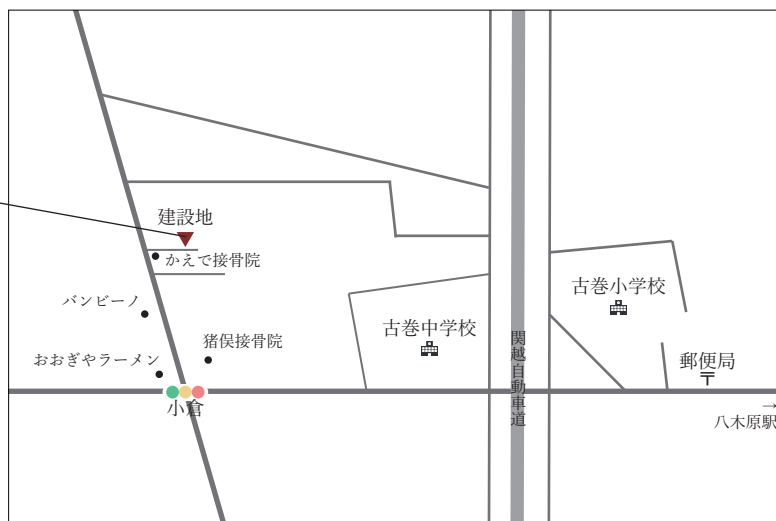 建設地
かえで接骨院
バンビーノ
古巻小学校
古巻中学校
猪俣接骨院
おおぎやラーメン
関越自動車道
郵便局
〒
小倉
→
八木原駅